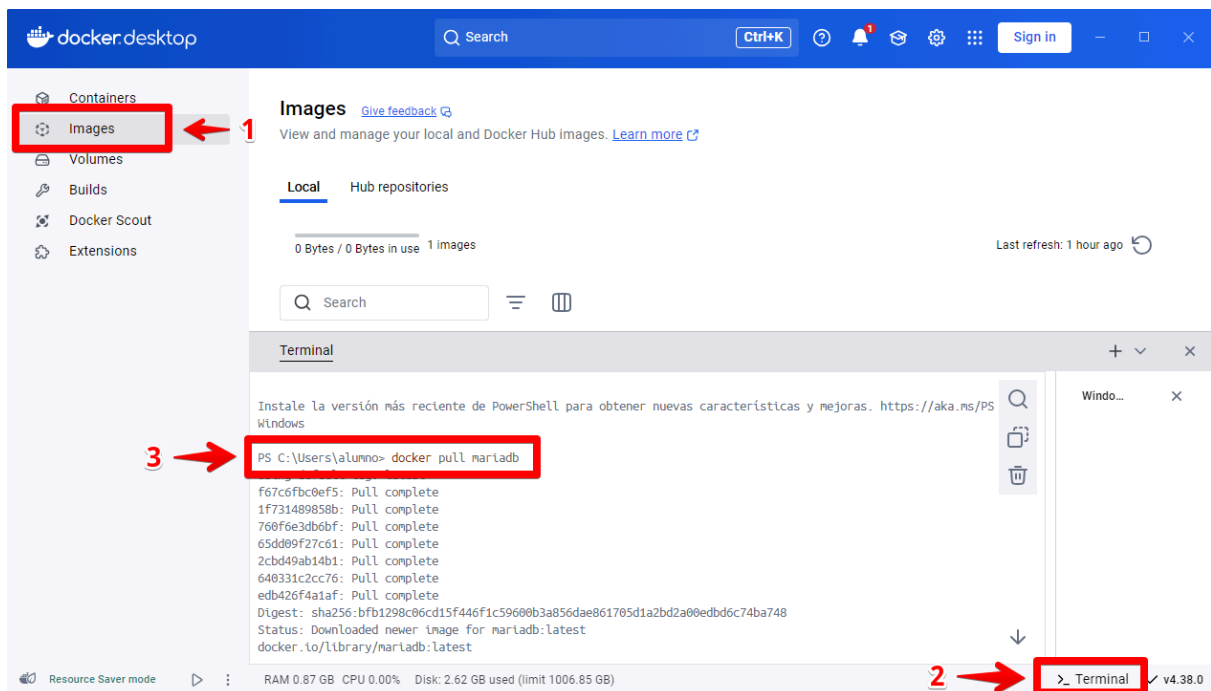 docker.desktop
Search
Ctrl+K
1
Sign in
Containers
Images
1
Volumes
Builds
Docker Scout
Extensions
Images Give feedback
View and manage your local and Docker Hub images. Learn more
Local Hub repositories
0 Bytes / 0 Bytes in use 1 images
Last refresh: 1 hour ago
Search
Terminal
Windo...
Instale la versión más reciente de PowerShell para obtener nuevas características y mejoras. https://aka.ms/PS
Windows
3
PS C:\Users\alumno> docker pull mariadb
f67c6fbc0ef5: Pull complete
1f731489858b: Pull complete
760f6e3db6bf: Pull complete
65dd09f27c61: Pull complete
2cbd49ab14b1: Pull complete
640331c2cc76: Pull complete
edb426f4a1af: Pull complete
Digest: sha256:bfb1298c06cd15f446f1c59600b3a856dae861705d1a2bd2a00edbd6c74ba748
Status: Downloaded newer image for mariadb:latest
docker.io/library/mariadb:latest
Resource Saver mode
RAM 0.87 GB CPU 0.00% Disk: 2.62 GB used (limit 1006.85 GB)
2
>_ Terminal
v4.38.0